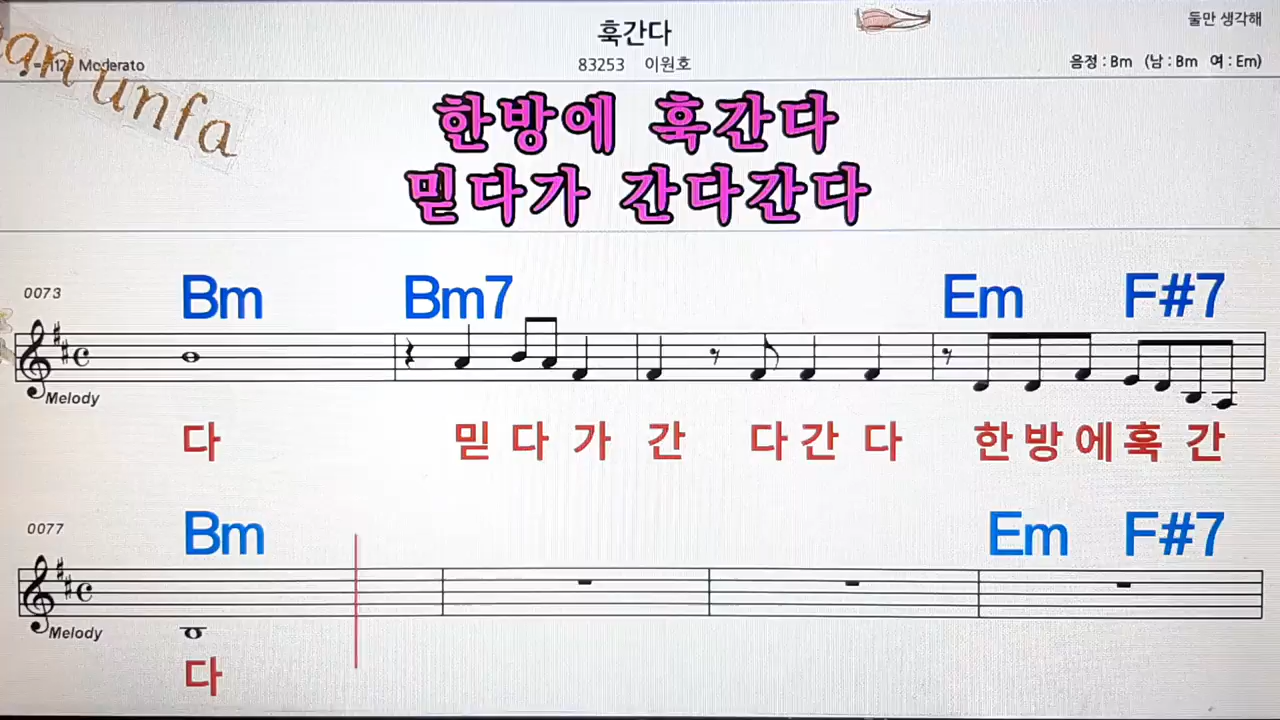 둘만 생각해
훅간다
83253 이원호
Moderato
음정 : Bm (남 : Bm 여 : Em)
unfa
한방에 훅간다
믿다가 간다간다
Bm Bm7 Em F#7
0073
Melody
다 믿 다 가 간 다 간 다 한 방 에 훅 간
Bm Em F#7
0077
Melody
다